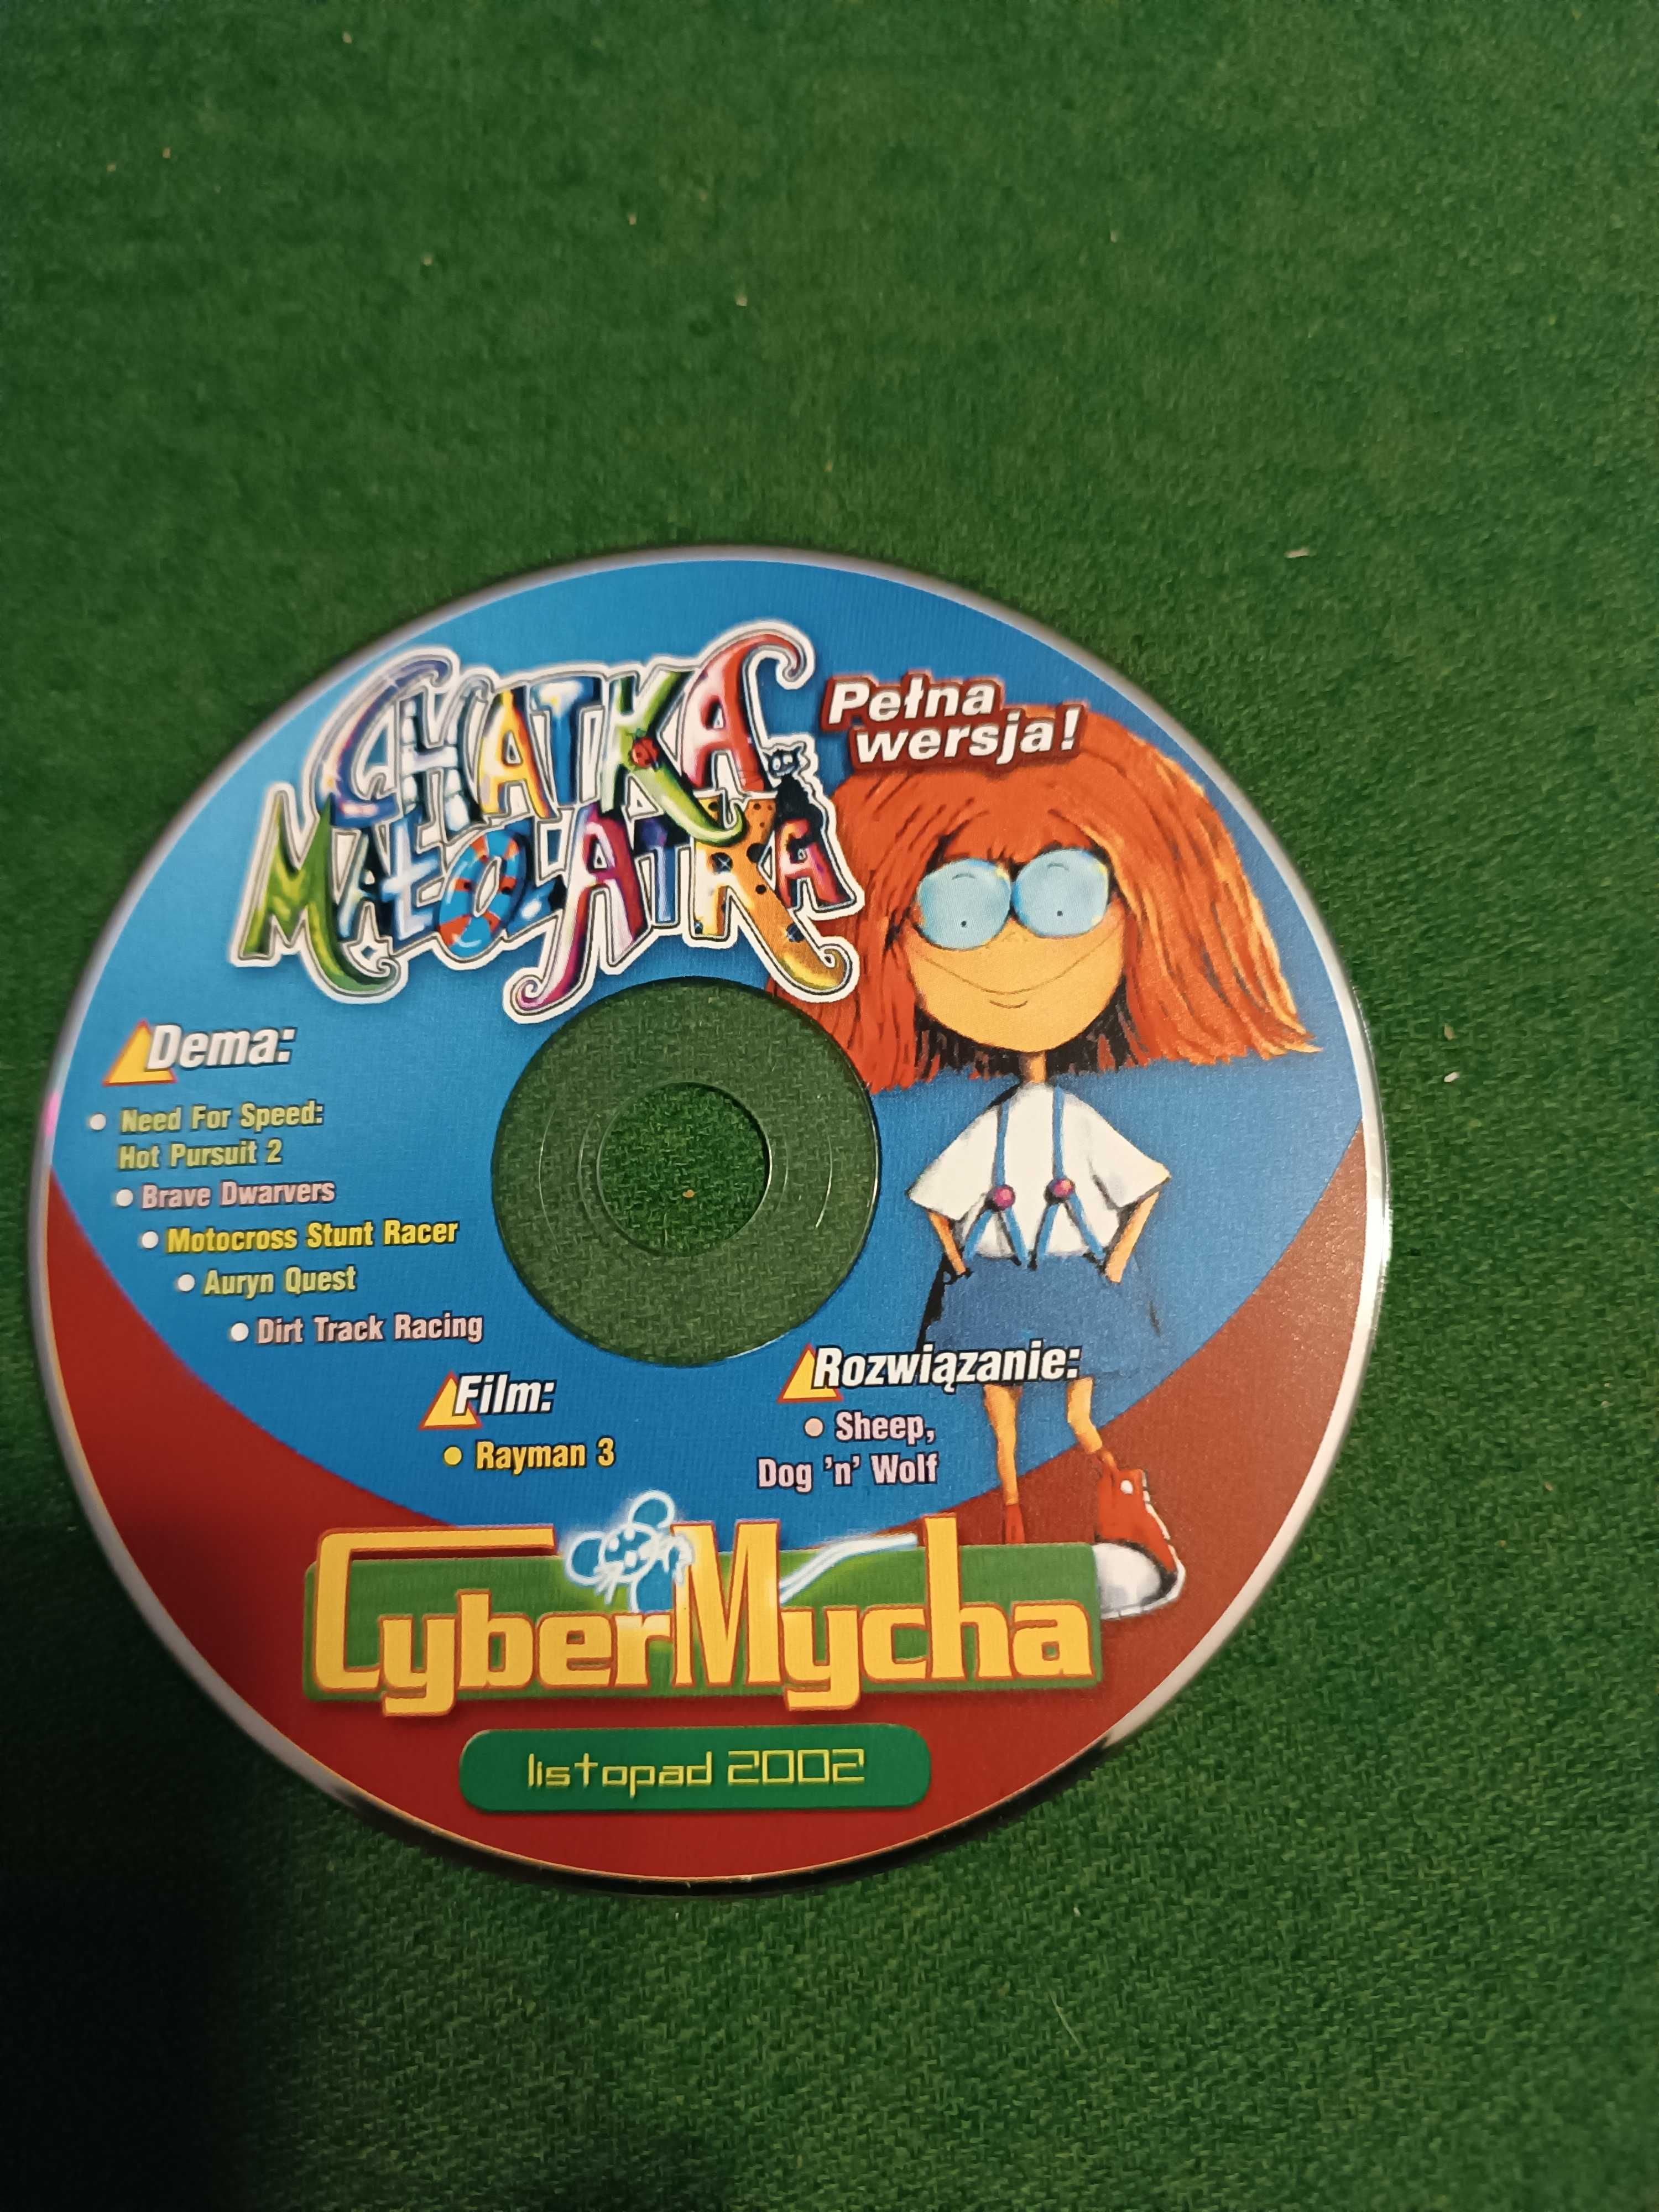 CHATKA
MAŁOLATKA
Pełna
wersja!
Dema:
Need For Speed:
Hot Pursuit 2
Brave Dwarvers
Motocross Stunt Racer
Auryn Quest
Dirt Track Racing
Film:
Rayman 3
Rozwiązanie:
Sheep,
Dog 'n' Wolf
CyberMycha
listopad 2002